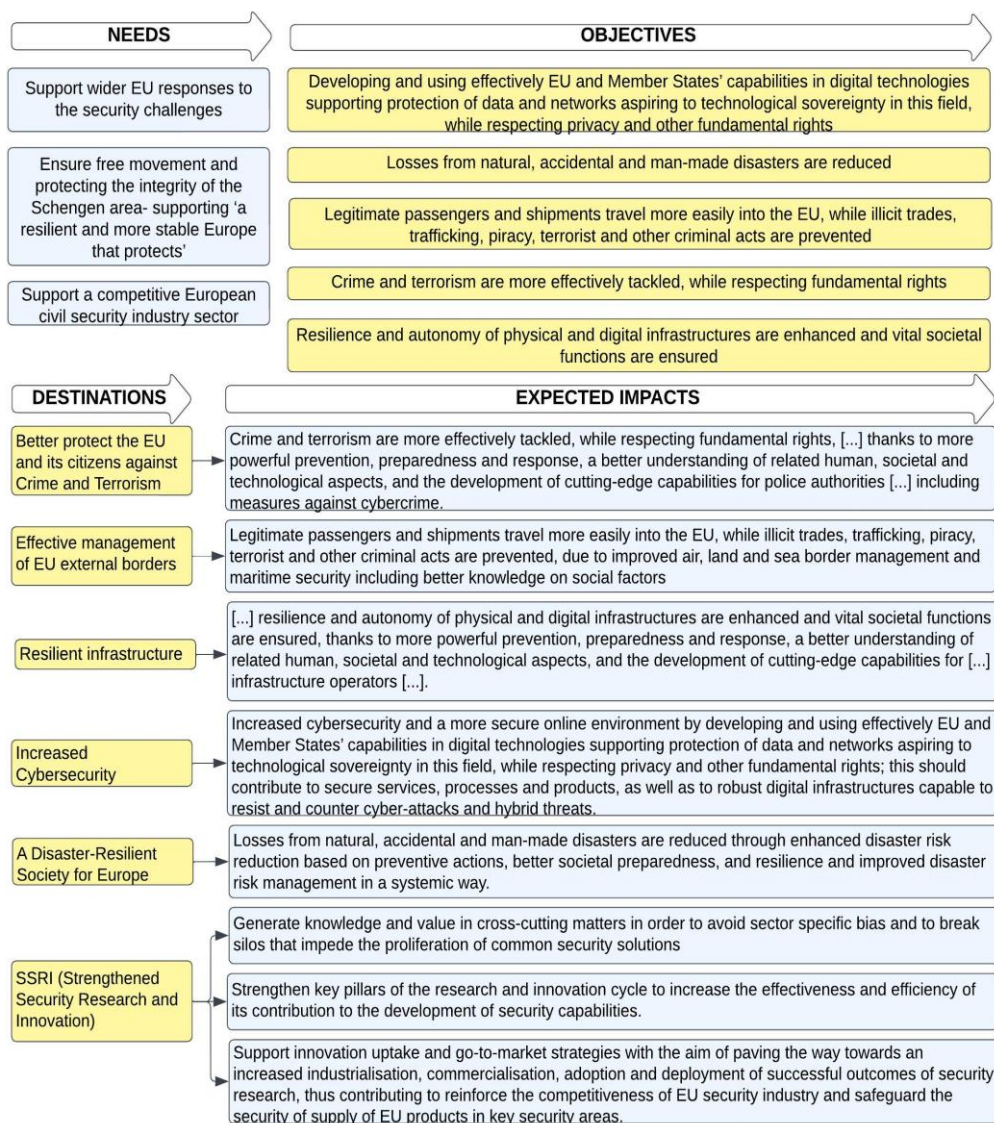 NEEDS
Support wider EU responses to
the security challenges
Ensure free movement and
protecting the integrity of the
Schengen area- supporting ‘a
resilient and more stable Europe
that protects’
Support a competitive European
civil security industry sector
OBJECTIVES
Developing and using effectively EU and Member States’ capabilities in digital technologies
supporting protection of data and networks aspiring to technological sovereignty in this field,
while respecting privacy and other fundamental rights
Losses from natural, accidental and man-made disasters are reduced
Legitimate passengers and shipments travel more easily into the EU, while illicit trades,
trafficking, piracy, terrorist and other criminal acts are prevented
Crime and terrorism are more effectively tackled, while respecting fundamental rights
Resilience and autonomy of physical and digital infrastructures are enhanced and vital societal
functions are ensured
DESTINATIONS
EXPECTED IMPACTS
Better protect the EU
and its citizens against
Crime and Terrorism
Crime and terrorism are more effectively tackled, while respecting fundamental rights, [...] thanks to more
powerful prevention, preparedness and response, a better understanding of related human, societal and
technological aspects, and the development of cutting-edge capabilities for police authorities [...] including
measures against cybercrime.
Effective management
of EU external borders
Legitimate passengers and shipments travel more easily into the EU, while illicit trades, trafficking, piracy,
terrorist and other criminal acts are prevented, due to improved air, land and sea border management and
maritime security including better knowledge on social factors
Resilient infrastructure
[...] resilience and autonomy of physical and digital infrastructures are enhanced and vital societal functions
are ensured, thanks to more powerful prevention, preparedness and response, a better understanding of
related human, societal and technological aspects, and the development of cutting-edge capabilities for [...]
infrastructure operators [...].
Increased
Cybersecurity
Increased cybersecurity and a more secure online environment by developing and using effectively EU and
Member States’ capabilities in digital technologies supporting protection of data and networks aspiring to
technological sovereignty in this field, while respecting privacy and other fundamental rights; this should
contribute to secure services, processes and products, as well as to robust digital infrastructures capable to
resist and counter cyber-attacks and hybrid threats.
A Disaster-Resilient
Society for Europe
Losses from natural, accidental and man-made disasters are reduced through enhanced disaster risk
reduction based on preventive actions, better societal preparedness, and resilience and improved disaster
risk management in a systemic way.
SSRI (Strengthened
Security Research and
Innovation)
Generate knowledge and value in cross-cutting matters in order to avoid sector specific bias and to break
silos that impede the proliferation of common security solutions
Strengthen key pillars of the research and innovation cycle to increase the effectiveness and efficiency of
its contribution to the development of security capabilities.
Support innovation uptake and go-to-market strategies with the aim of paving the way towards an
increased industrialisation, commercialisation, adoption and deployment of successful outcomes of security
research, thus contributing to reinforce the competitiveness of EU security industry and safeguard the
security of supply of EU products in key security areas.